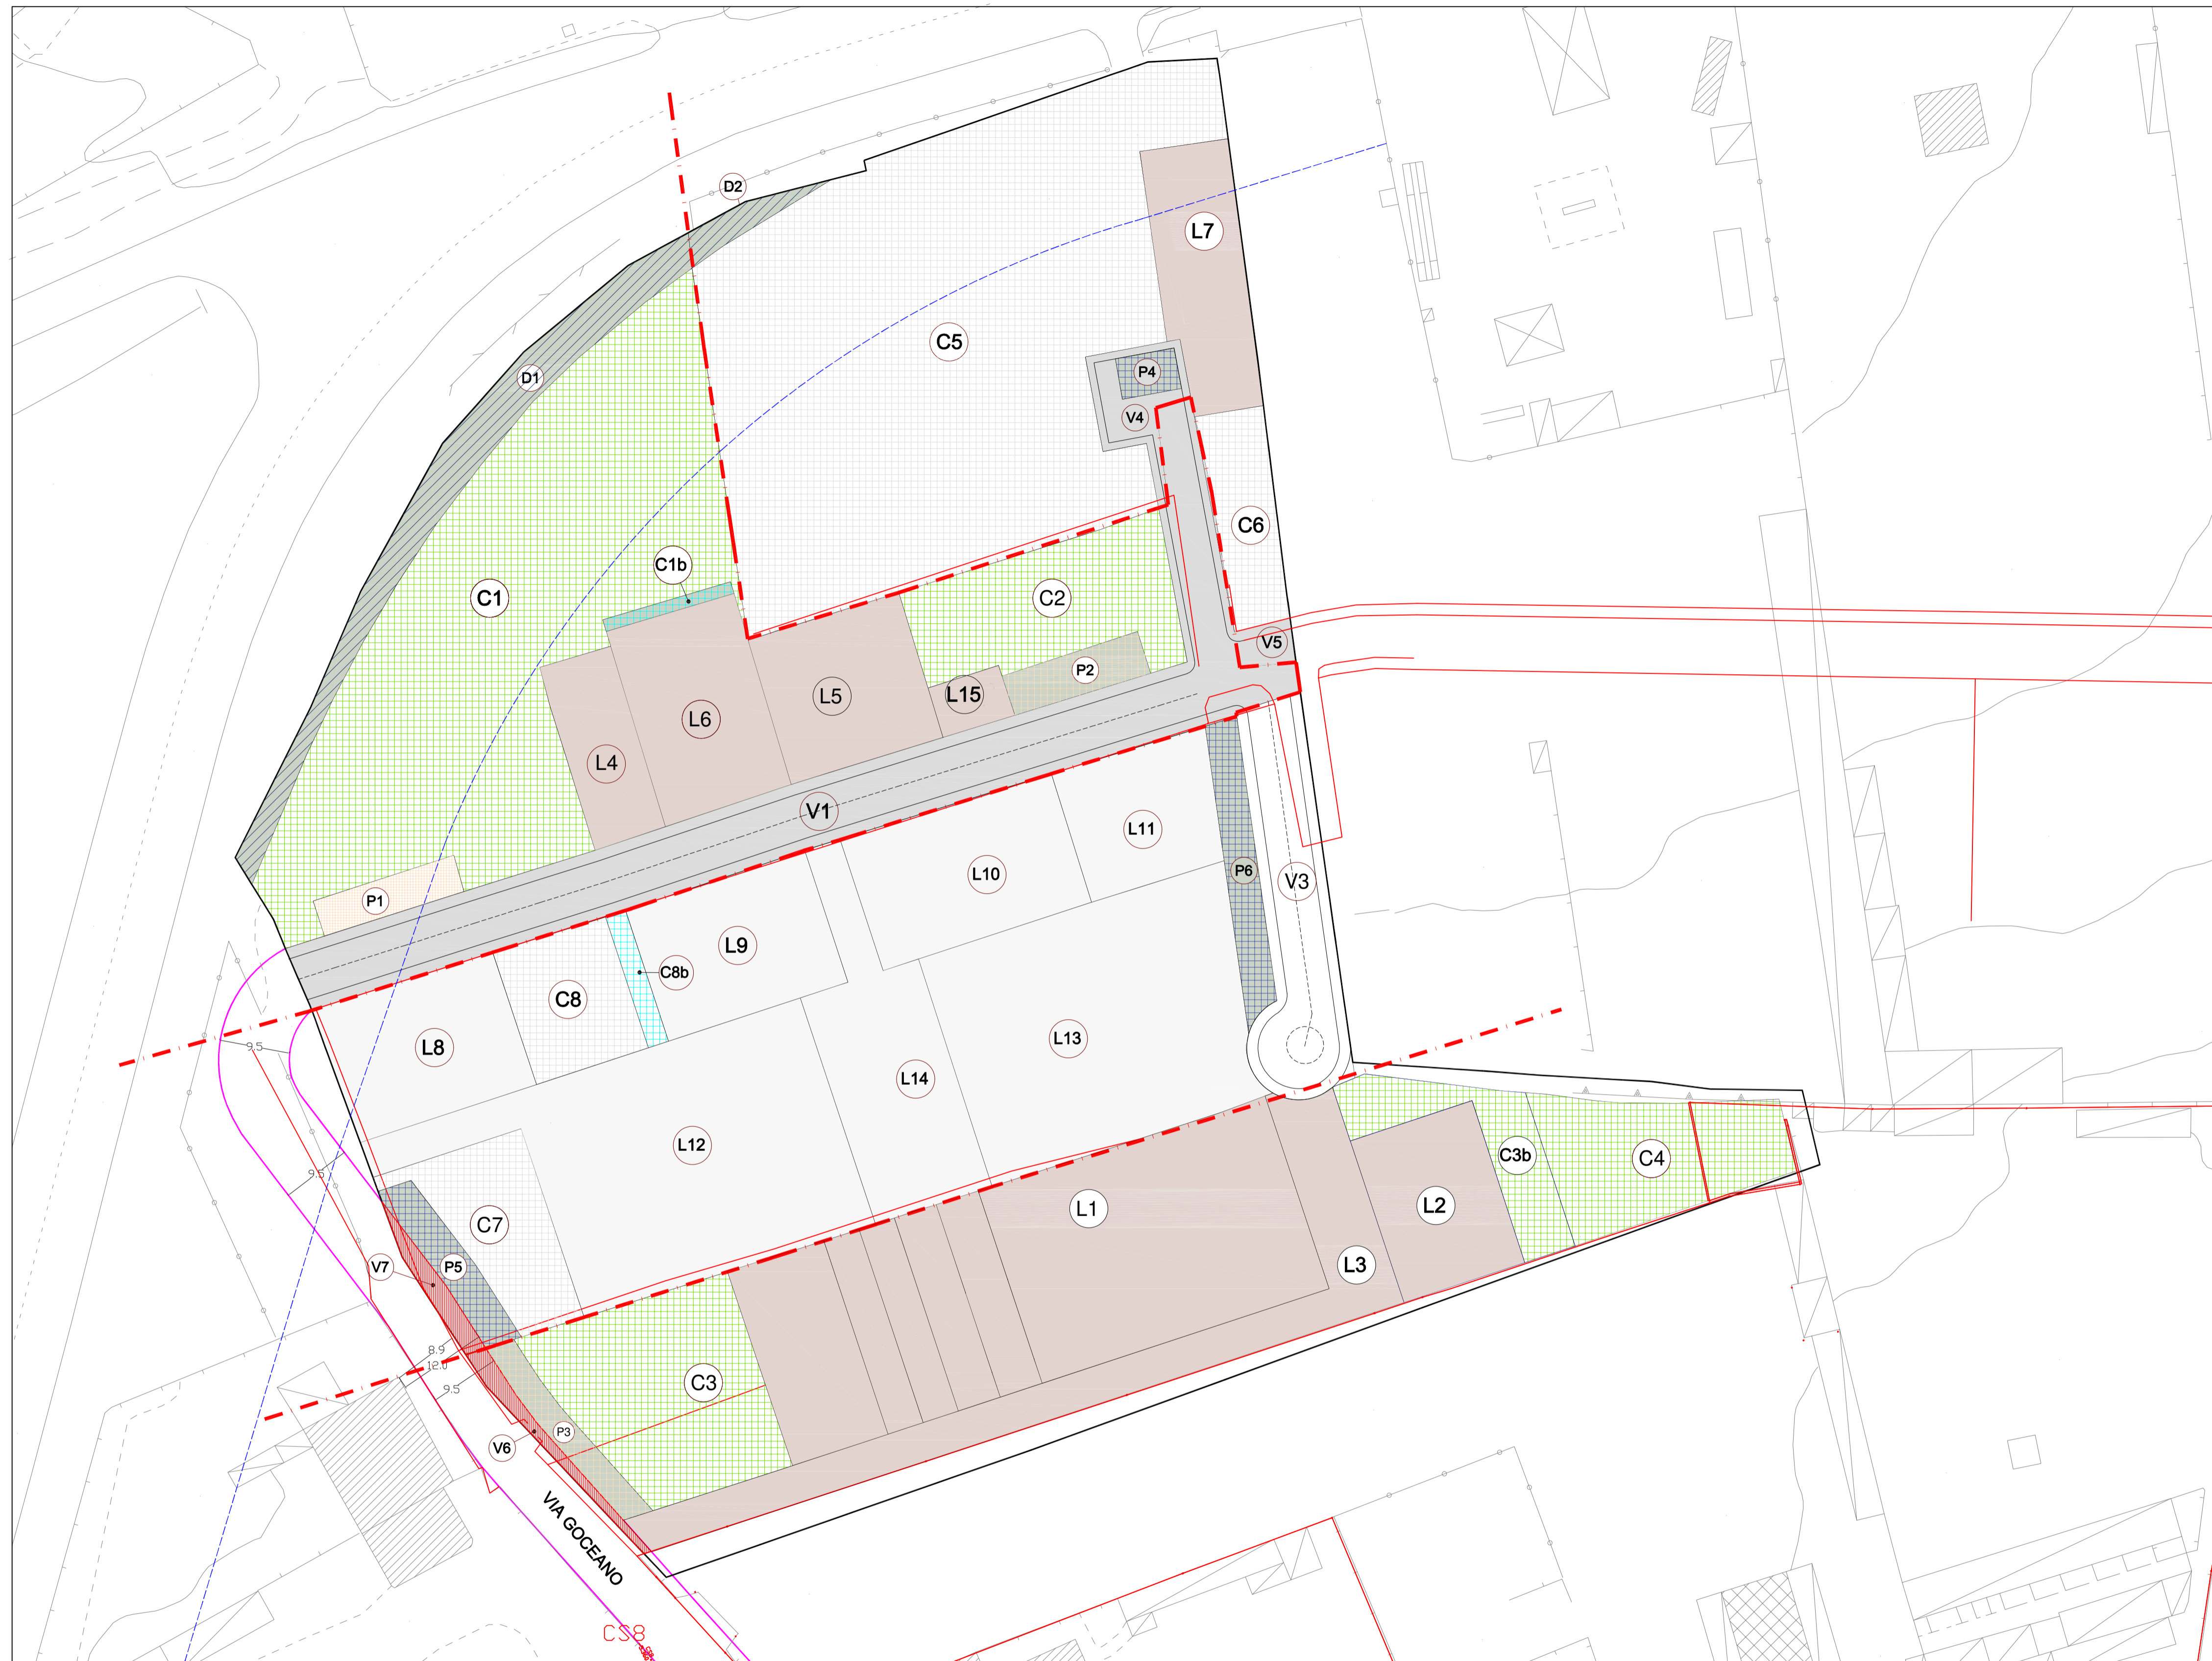 D2
L7
C5
D1
P4
V4
C6
C1b
C1
C2
V5
P2
L15
L5
L6
L4
V1
L11
L10
P6
V3
P1
L9
C8b
C8
L13
L8
9.5
L14
L12
C3b
C4
9.5
L2
L1
C7
L3
V7
P5
8.9
12.0
C3
9.5
P3
V6
VIA GOCEANO
CS8